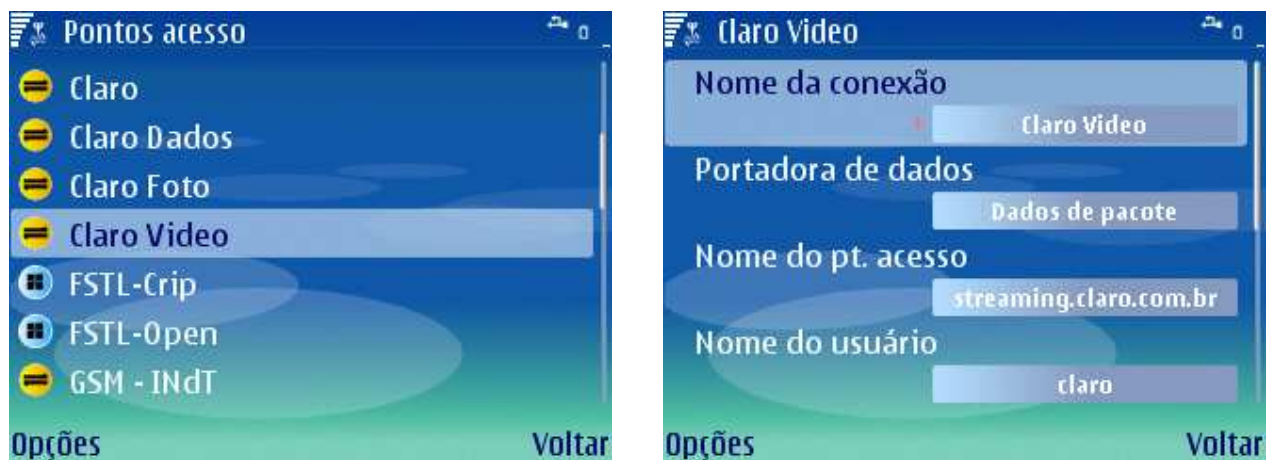 Pontos acesso
Claro
Claro Dados
Claro Foto
Claro Video
FSTL-Crip
FSTL-Open
GSM - INdT
Opções
Voltar
Claro Video
Nome da conexão
Claro Video
Portadora de dados
Dados de pacote
Nome do pt. acesso
streaming.claro.com.br
Nome do usuário
claro
Opções
Voltar